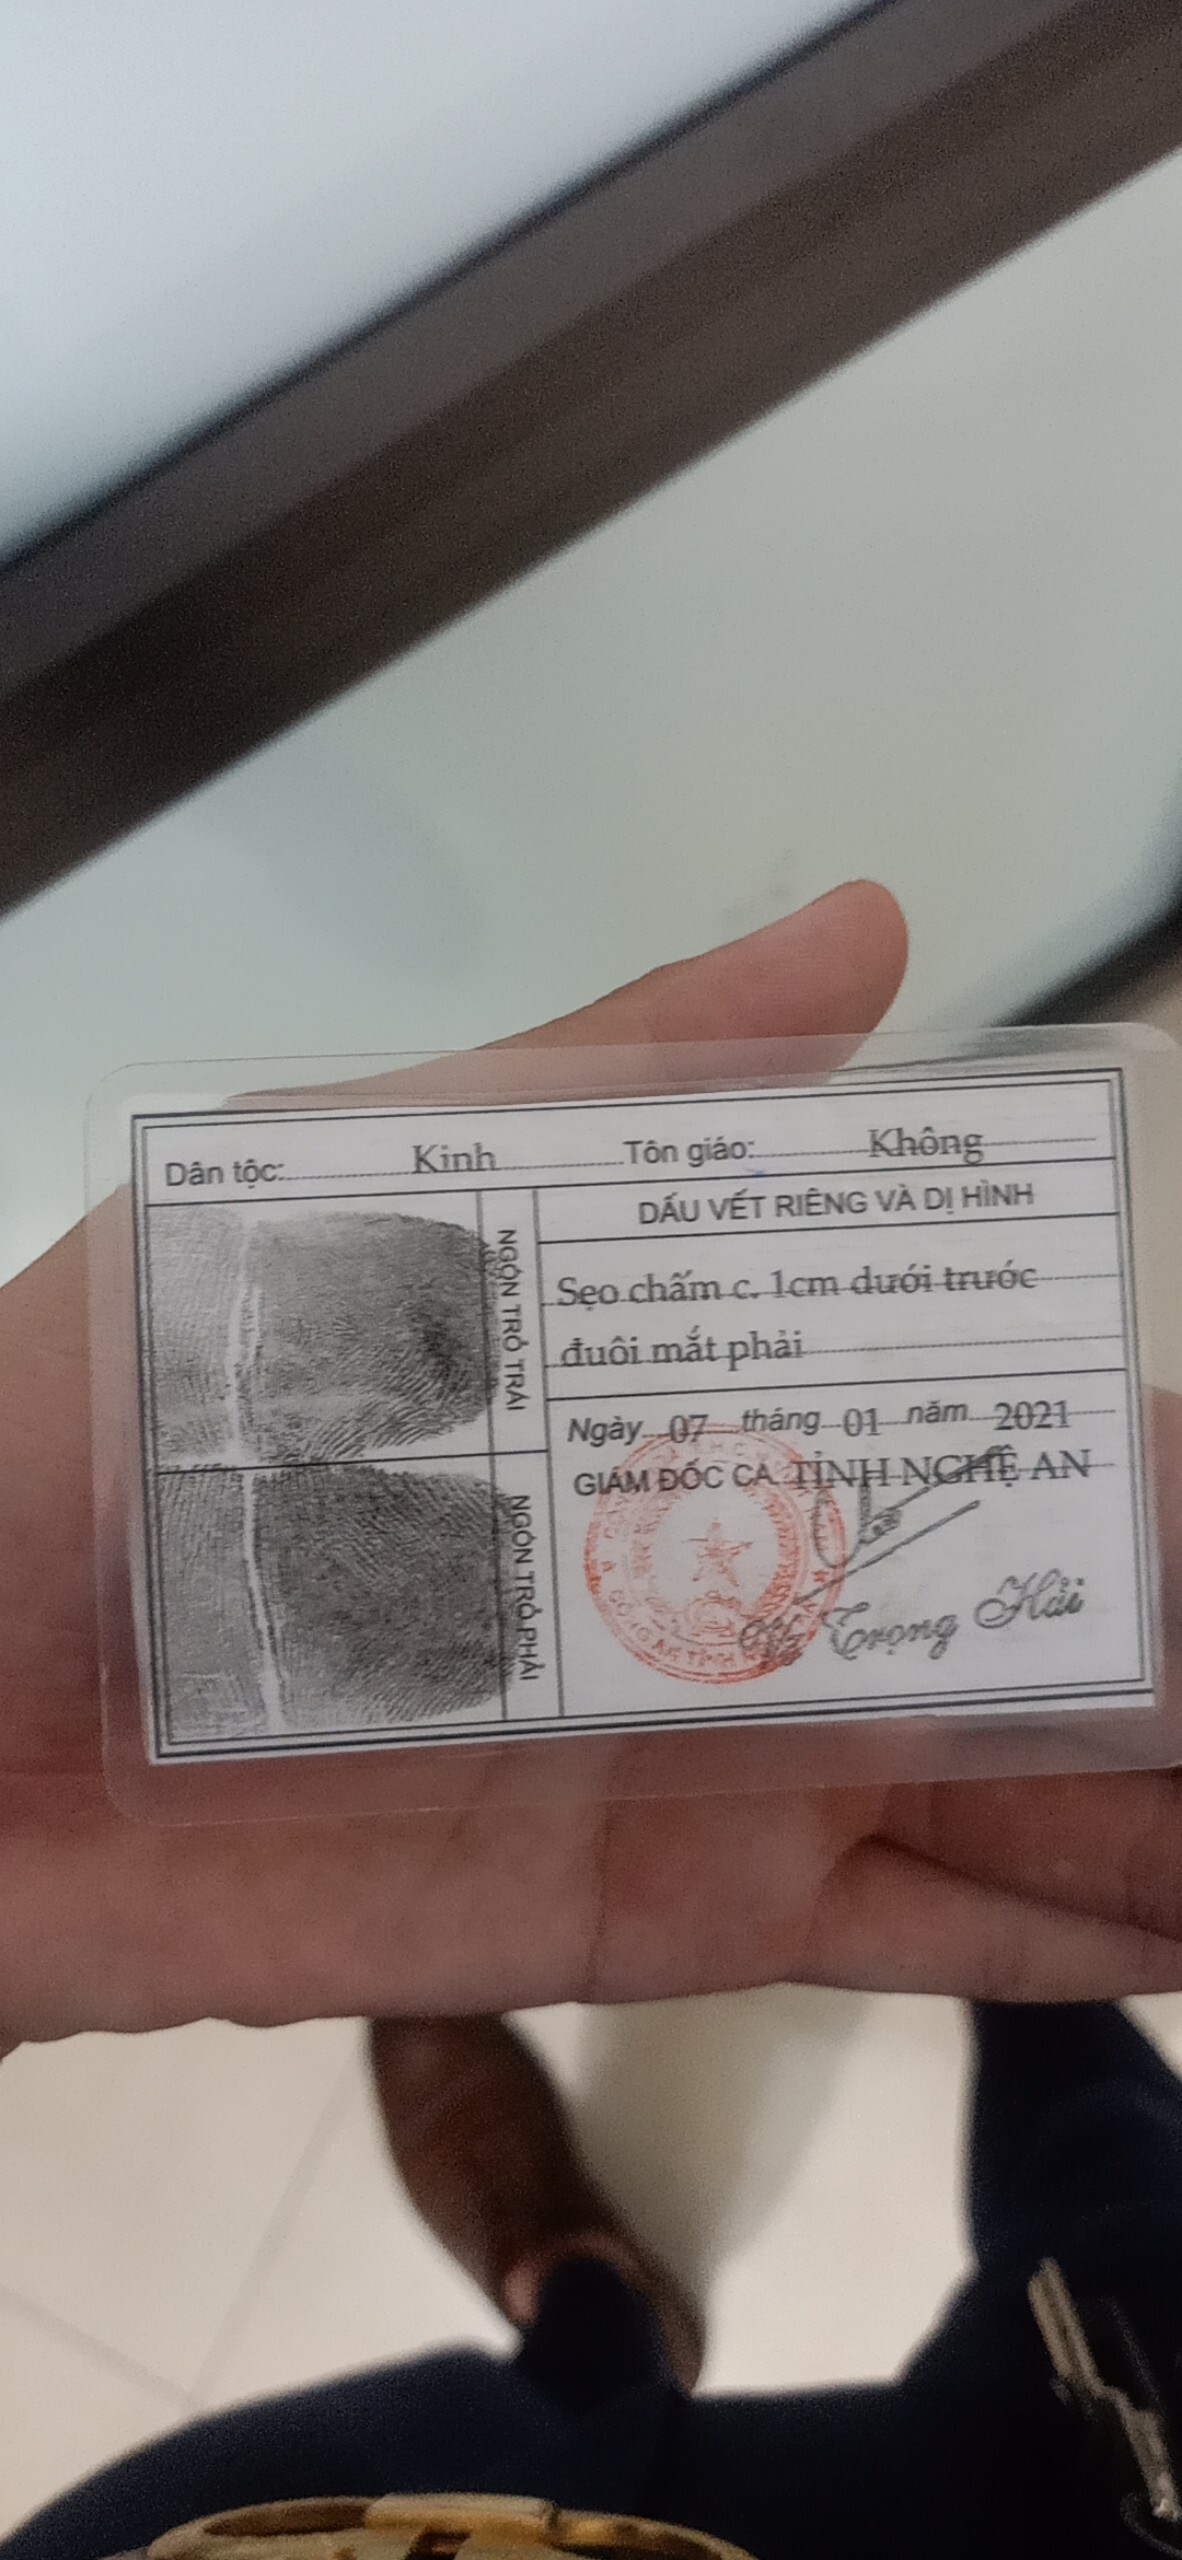 Dân tộc: Kinh Tôn giáo: Không
NGÓN TRỎ TRÁI
NGÓN TRỎ PHẢI
DẤU VẾT RIÊNG VÀ DỊ HÌNH
Sẹo chấm c. 1cm dưới trước
đuôi mắt phải
Ngày 07 tháng 01 năm 2021
GIÁM ĐỐC CA TỈNH NGHỆ AN
Trọng Hải